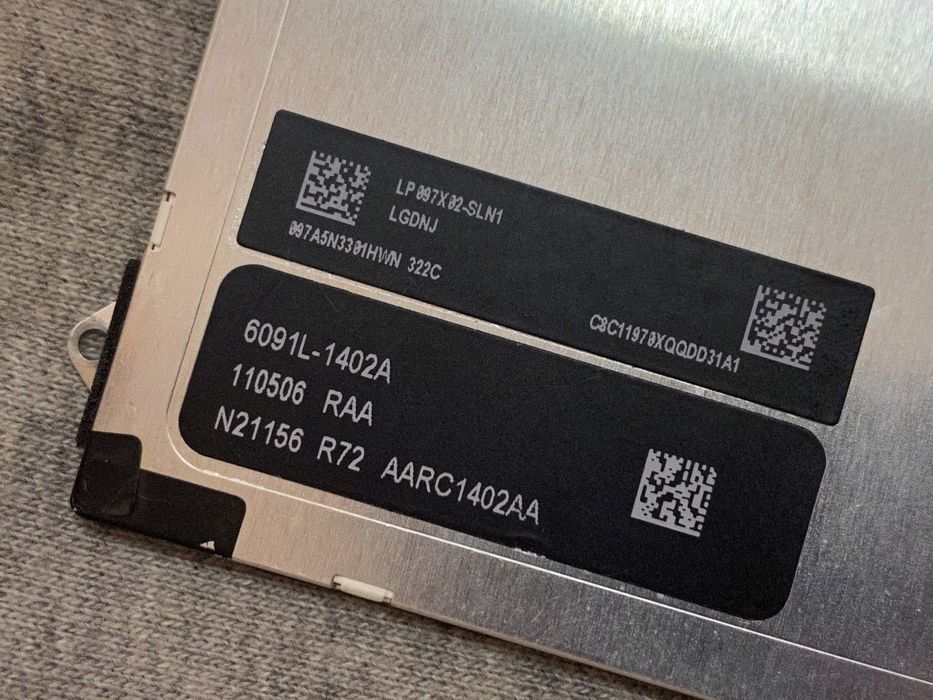 LP097X02-SLN1
LGDNJ
097A5N3301HWN 322C
C8C11970XQQDD31A1
6091L-1402A
110506 RAA
N21156 R72 AARC1402AA